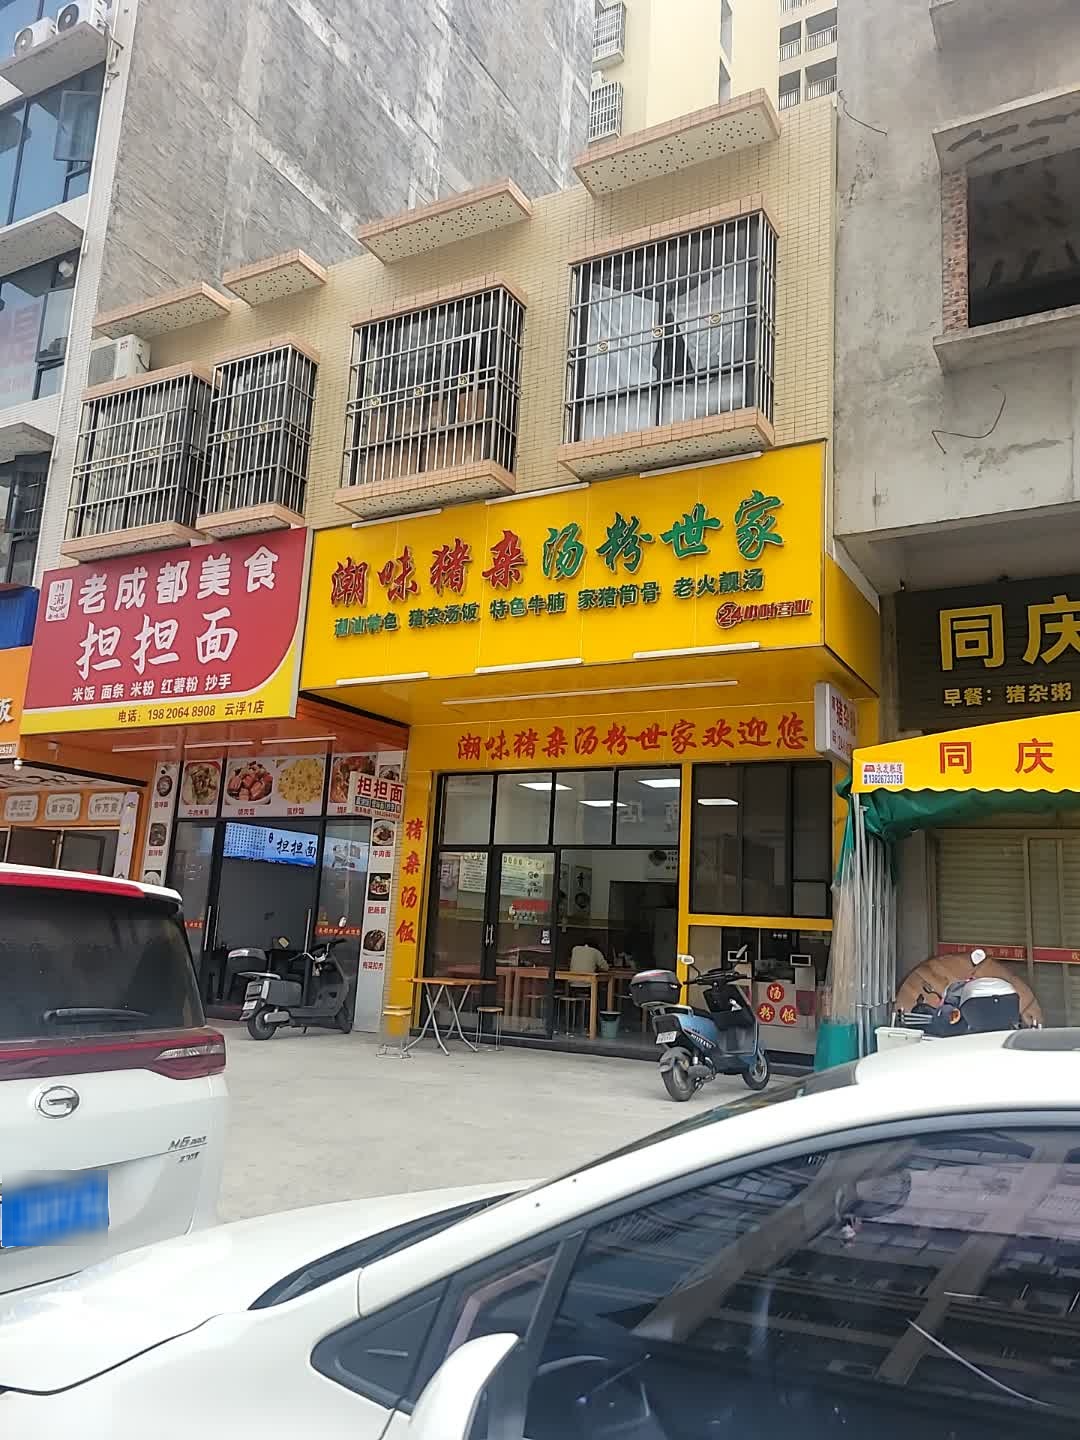 老成都美食
担担面
米饭 面条 米粉 红薯粉 抄手
电话：198 2064 8908 云浮1店
潮味猪杂汤粉世家
潮汕特色 猪杂汤饭 特色牛腩 家猪筒骨 老火靓汤
24小时营业
潮味猪杂汤粉世家欢迎您
猪杂汤饭
担担面
担担面
牛肉面
汤
粉饭
同庆
早餐：猪杂粥
同庆
M6 PRO